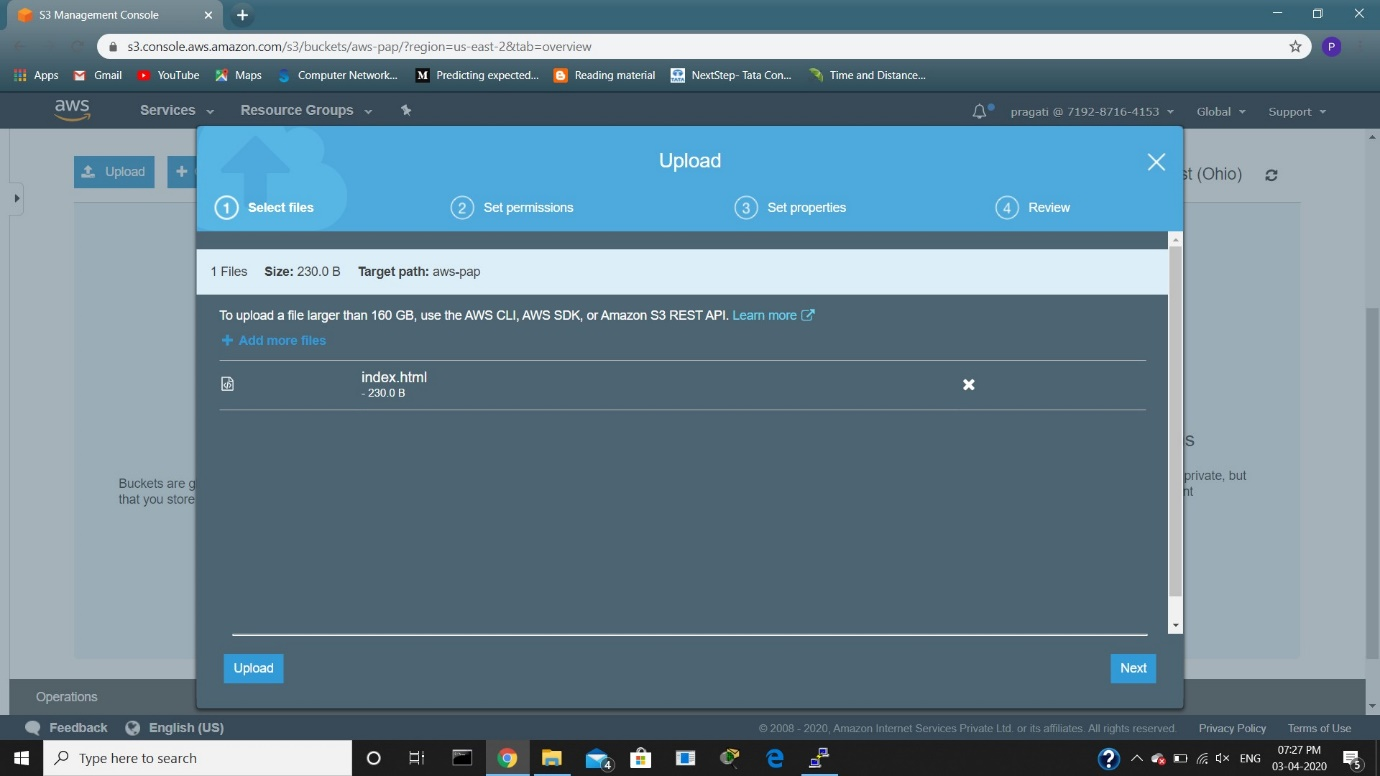 S3 Management Console
s3.console.aws.amazon.com/s3/buckets/aws-pap/?region=us-east-2&tab=overview
P
Apps Gmail YouTube Maps Computer Network... Predicting expected... Reading material NextStep- Tata Con... Time and Distance...
aws Services Resource Groups pragati @ 7192-8716-4153 Global Support
Upload
Upload
st (Ohio)
1 Select files 2 Set permissions 3 Set properties 4 Review
1 Files Size: 230.0 B Target path: aws-pap
To upload a file larger than 160 GB, use the AWS CLI, AWS SDK, or Amazon S3 REST API. Learn more
Add more files
index.html
- 230.0 B
s
Buckets are g
that you store
private, but
nt
Upload Next
Operations
Feedback English (US) © 2008 - 2020, Amazon Internet Services Private Ltd. or its affiliates. All rights reserved. Privacy Policy Terms of Use
Type here to search
4
ENG
07:27 PM
03-04-2020
5